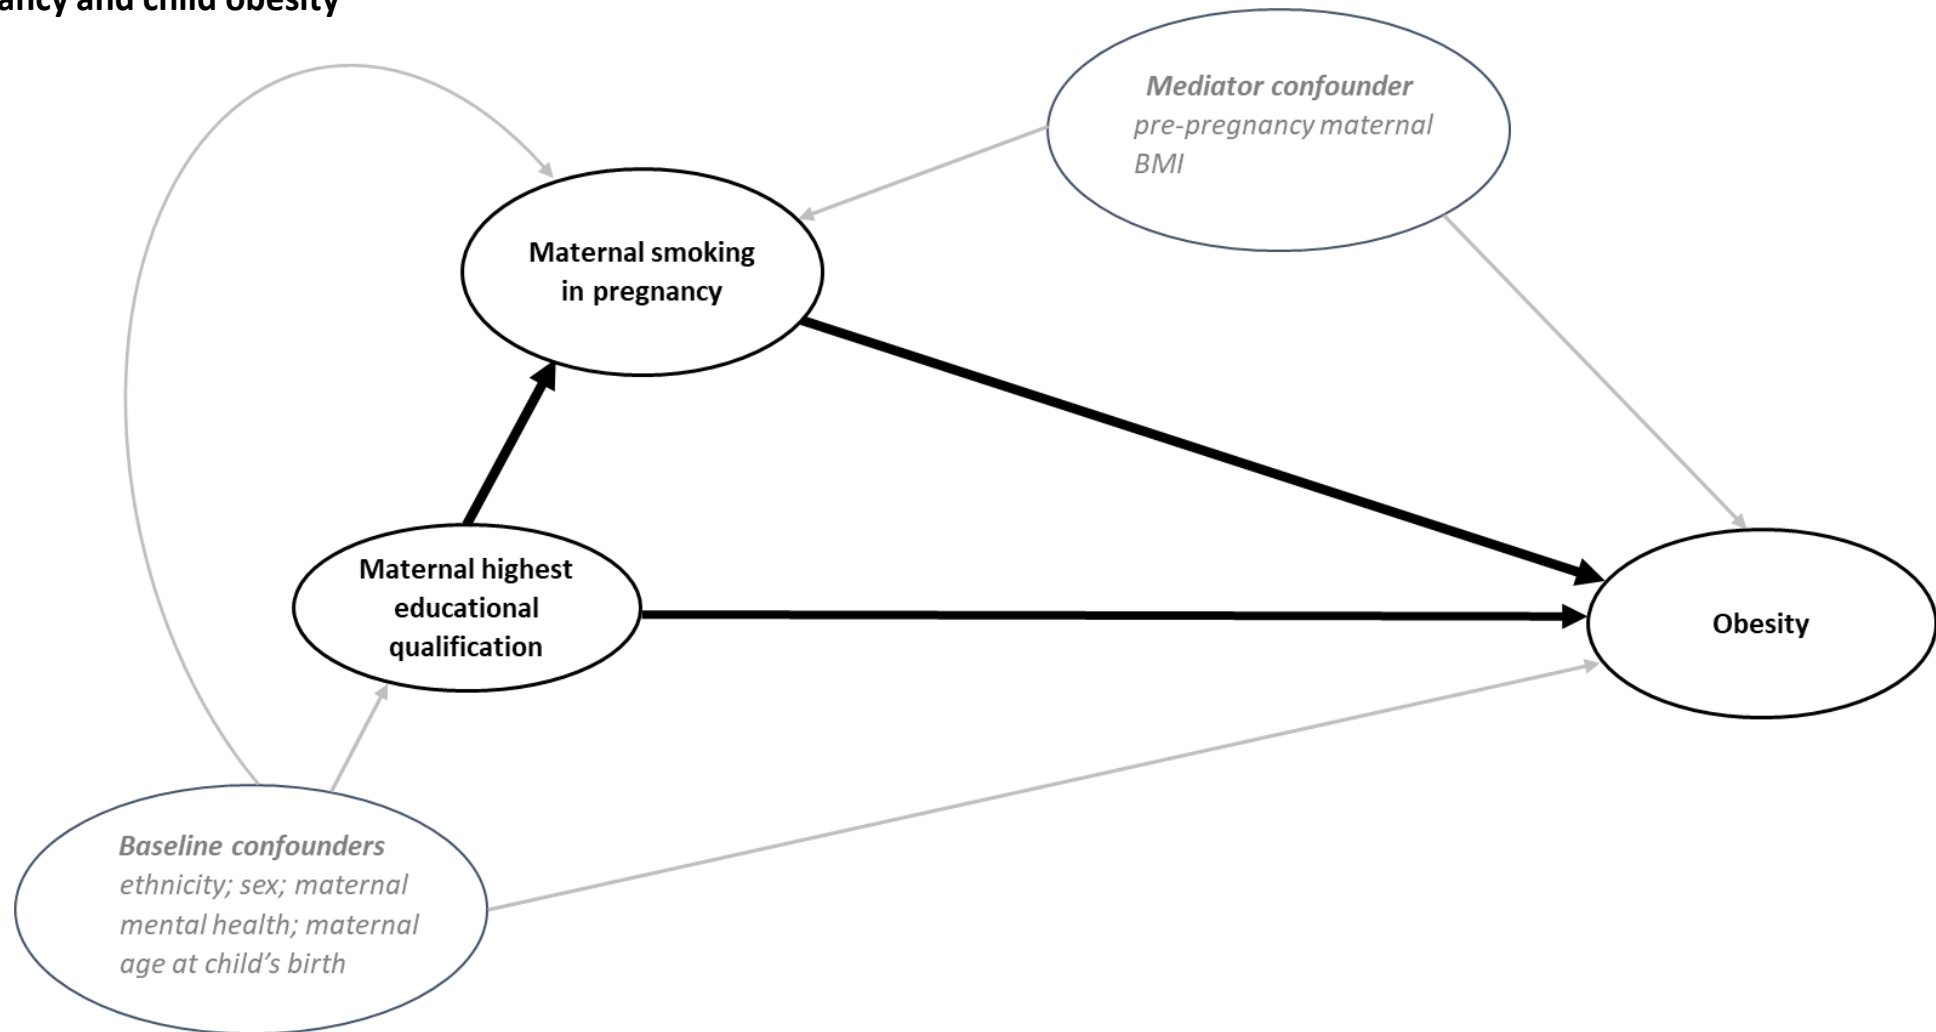 and child obesity
Mediator confounder
pre-pregnancy maternal
BMI
Maternal smoking
in pregnancy
Maternal highest
educational
qualification
Obesity
Baseline confounders
ethnicity; sex; maternal
mental health; maternal
age at child's birth